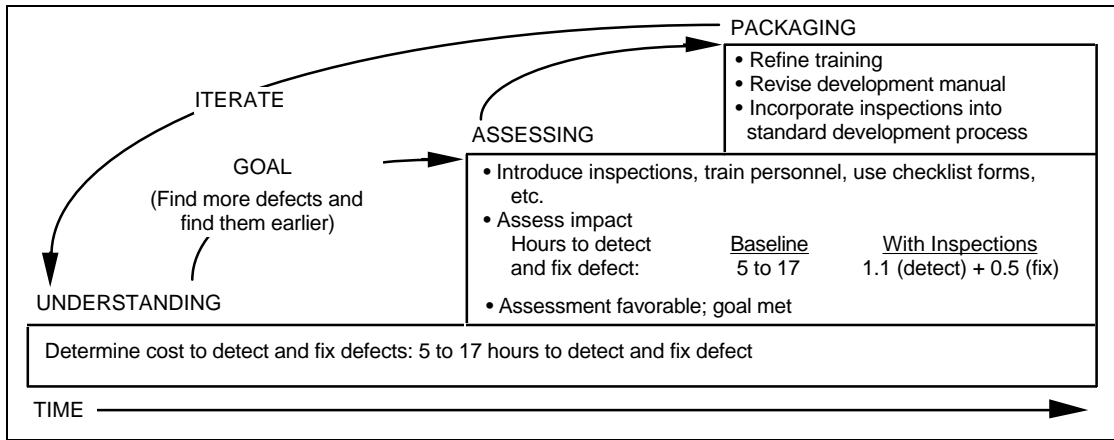 PACKAGING
• Refine training
• Revise development manual
• Incorporate inspections into
standard development process
ITERATE
ASSESSING
GOAL
(Find more defects and
find them earlier)
• Introduce inspections, train personnel, use checklist forms,
etc.
• Assess impact
Hours to detect Baseline With Inspections
and fix defect: 5 to 17 1.1 (detect) + 0.5 (fix)
• Assessment favorable; goal met
UNDERSTANDING
Determine cost to detect and fix defects: 5 to 17 hours to detect and fix defect
TIME